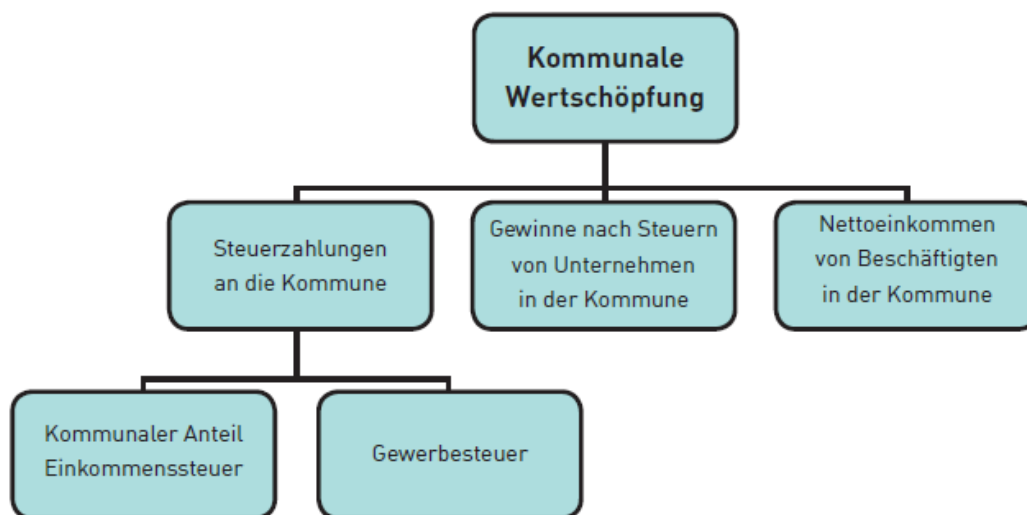 Kommunale
Wertschöpfung
Steuerzahlungen
an die Kommune
Gewinne nach Steuern
von Unternehmen
in der Kommune
Nettoeinkommen
von Beschäftigten
in der Kommune
Kommunaler Anteil
Einkommenssteuer
Gewerbesteuer